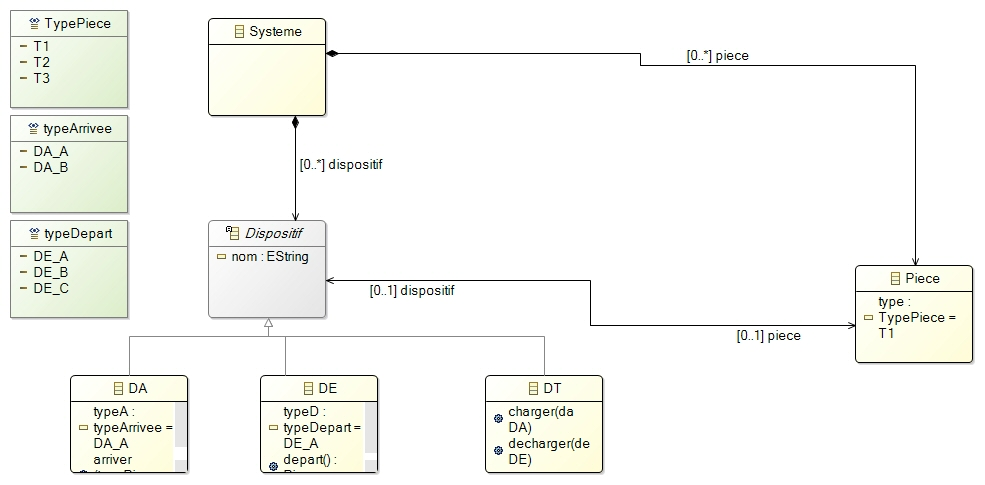 TypePiece
T1
T2
T3
typeArrivee
DA_A
DA_B
typeDepart
DE_A
DE_B
DE_C
Systeme
[0..*] piece
[0..*] dispositif
Dispositif
nom : EString
[0..1] dispositif
[0..1] piece
Piece
type :
TypePiece =
T1
DA
typeA :
typeArrivee =
DA_A
arriver
DE
typeD :
typeDepart =
DE_A
depart() :
DT
charger(da
DA)
decharger(de
DE)